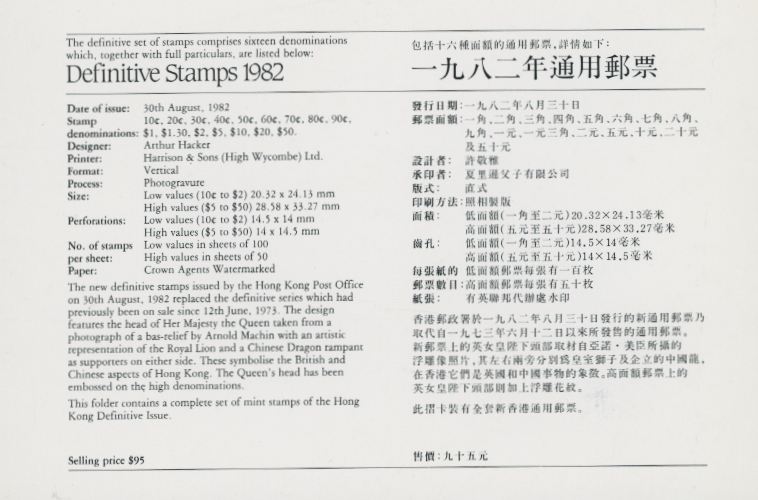 The definitive set of stamps comprises sixteen denominations
which, together with full particulars, are listed below:
Definitive Stamps 1982
Date of issue: 30th August, 1982
Stamp 10¢, 20¢, 30¢, 40¢, 50¢, 60¢, 70¢, 80¢, 90¢,
denominations: $1, $1.30, $2, $5, $10, $20, $50.
Designer: Arthur Hacker
Printer: Harrison & Sons (High Wycombe) Ltd.
Format: Vertical
Process: Photogravure
Size: Low values (10¢ to $2) 20.32 x 24.13 mm
High values ($5 to $50) 28.58 x 33.27 mm
Perforations: Low values (10¢ to $2) 14.5 x 14 mm
High values ($5 to $50) 14 x 14.5 mm
No. of stamps Low values in sheets of 100
per sheet: High values in sheets of 50
Paper: Crown Agents Watermarked
The new definitive stamps issued by the Hong Kong Post Office
on 30th August, 1982 replaced the definitive series which had
previously been on sale since 12th June, 1973. The design
features the head of Her Majesty the Queen taken from a
photograph of a bas-relief by Arnold Machin with an artistic
representation of the Royal Lion and a Chinese Dragon rampant
as supporters on either side. These symbolise the British and
Chinese aspects of Hong Kong. The Queen's head has been
embossed on the high denominations.
This folder contains a complete set of mint stamps of the Hong
Kong Definitive Issue.
Selling price $95
包括十六種面額的通用郵票，詳情如下：
一九八二年通用郵票
發行日期：一九八二年八月三十日
郵票面額：一角、二角、三角、四角、五角、六角、七角、八角、
九角、一元、一元三角、二元、五元、十元、二十元
及五十元
設計者：許敬雅
承印者：夏里遜父子有限公司
版式：直式
印刷方法：照相製版
面積：低面額（一角至二元）20.32×24.13毫米
高面額（五元至五十元）28.58×33.27毫米
齒孔：低面額（一角至二元）14.5×14毫米
高面額（五元至五十元）14×14.5毫米
每張紙的 低面額郵票每張有一百枚
郵票數目：高面額郵票每張有五十枚
紙張：有英聯邦代辦處水印
香港郵政署於一九八二年八月三十日發行的新通用郵票乃
取代自一九七三年六月十二日以來所發售的通用郵票。
新郵票上的英女皇陛下頭部取材自亞諾・美臣所攝的
浮雕像照片，其左右兩旁分別爲皇室獅子及企立的中國龍，
在香港它們是英國和中國事物的象徵。高面額郵票上的
英女皇陛下頭部則加上浮雕花紋。
此摺卡裝有全套新香港通用郵票。
售價：九十五元